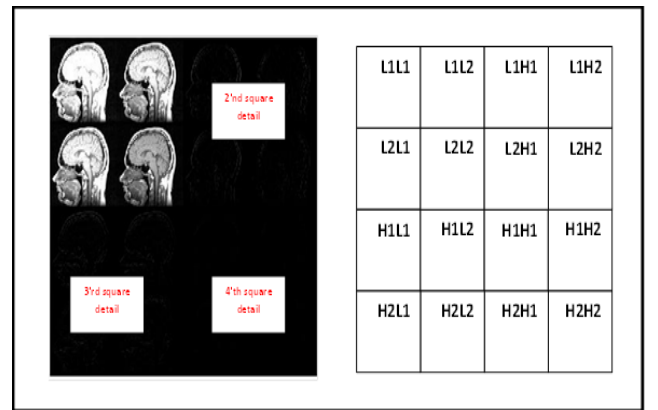 2'nd square
detail
3'rd square
detail
4'th square
detail
L1L1 L1L2 L1H1 L1H2
L2L1 L2L2 L2H1 L2H2
H1L1 H1L2 H1H1 H1H2
H2L1 H2L2 H2H1 H2H2